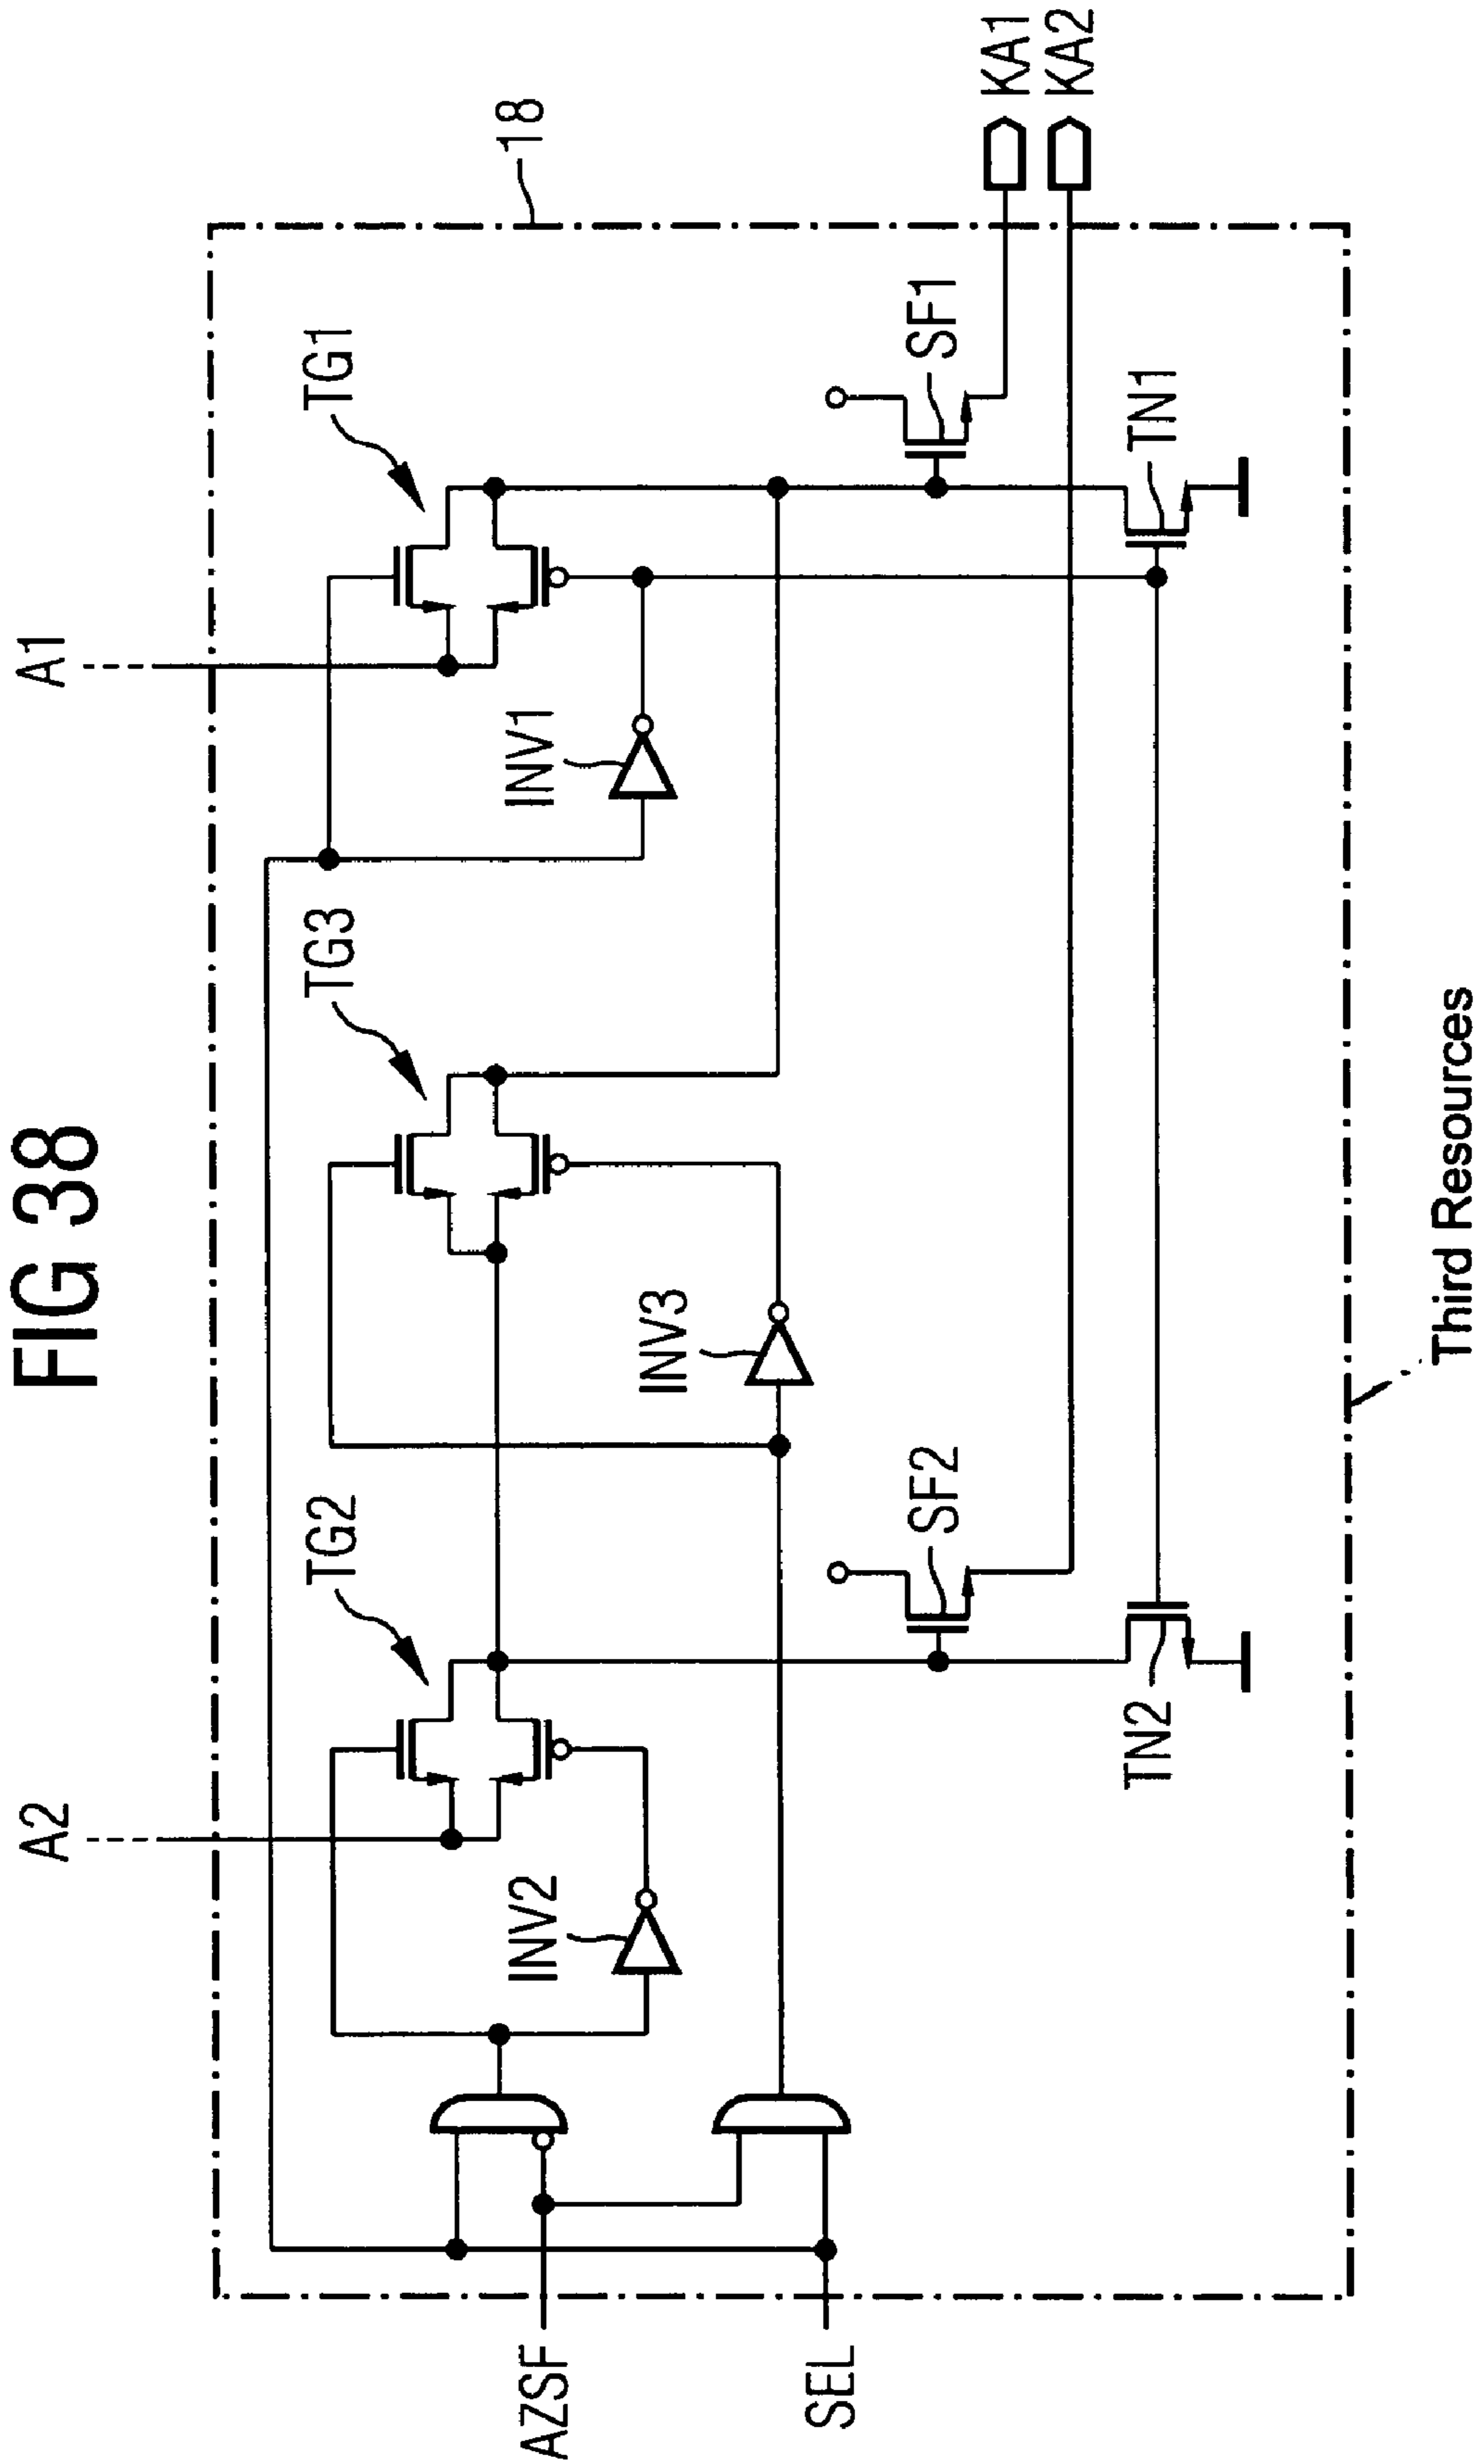 FIG 38
A2
A1
TG2
TG3
TG1
18
INV2
INV1
INV3
AZSF
SEL
SF2
SF1
KA1
KA2
TN2
TN1
Third Resources